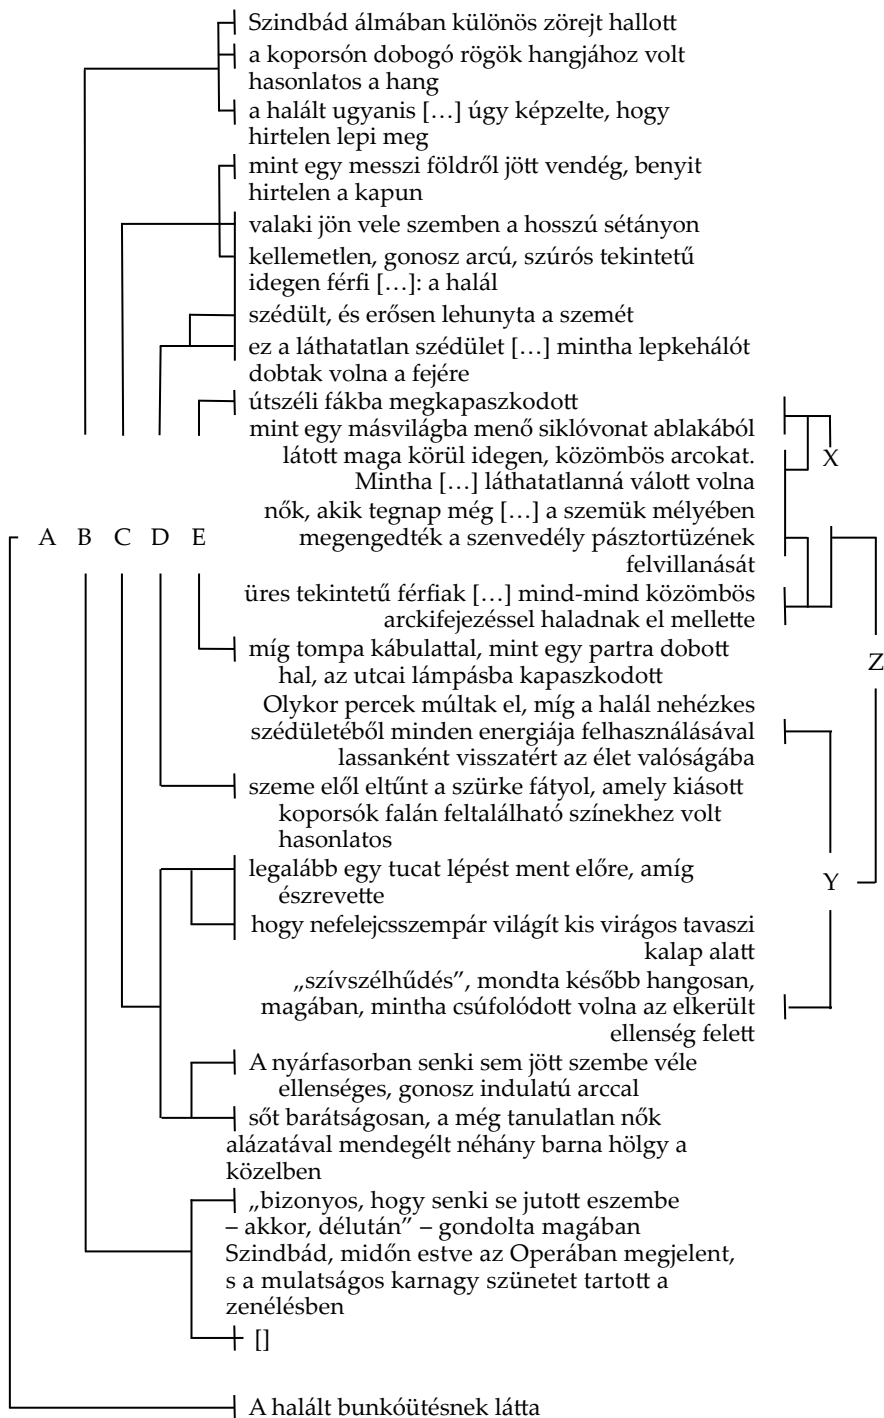 Szindbád álmában különös zörejt hallott
a koporsón dobogó rögök hangjához volt
hasonlatos a hang
a halált ugyanis […] úgy képzelte, hogy
hirtelen lepi meg
mint egy messzi földről jött vendég, benyit
hirtelen a kapun
valaki jön vele szemben a hosszú sétányon
kellemetlen, gonosz arcú, szúrós tekintetű
idegen férfi […]: a halál
szédült, és erősen lehunyta a szemét
ez a láthatatlan szédület […] mintha lepkehálót
dobtak volna a fejére
útszéli fákba megkapaszkodott
mint egy másvilágba menő siklóvonat ablakából
látott maga körül idegen, közömbös arcokat.
X
Mintha […] láthatatlanná válott volna
nők, akik tegnap még […] a szemük mélyében
A B C D E
megengedték a szenvedély pásztortüzének
felvillanását
üres tekintetű férfiak […] mind-mind közömbös
arckifejezéssel haladnak el mellette
míg tompa kábulattal, mint egy partra dobott
Z
hal, az utcai lámpásba kapaszkodott
Olykor percek múltak el, míg a halál nehézkes
szédületéből minden energiája felhasználásával
lassanként visszatért az élet valóságába
szeme elől eltűnt a szürke fátyol, amely kiásott
koporsók falán feltalálható színekhez volt
hasonlatos
legalább egy tucat lépést ment előre, amíg
Y
észrevette
hogy nefelejcsszempár világít kis virágos tavaszi
kalap alatt
„szívszélhűdés”, mondta később hangosan,
magában, mintha csúfolódott volna az elkerült
ellenség felett
A nyárfasorban senki sem jött szembe véle
ellenséges, gonosz indulatú arccal
sőt barátságosan, a még tanulatlan nők
alázatával mendegélt néhány barna hölgy a
közelben
„bizonyos, hogy senki se jutott eszembe
– akkor, délután” – gondolta magában
Szindbád, midőn estve az Operában megjelent,
s a mulatságos karnagy szünetet tartott a
zenélésben
[]
A halált bunkóütésnek látta